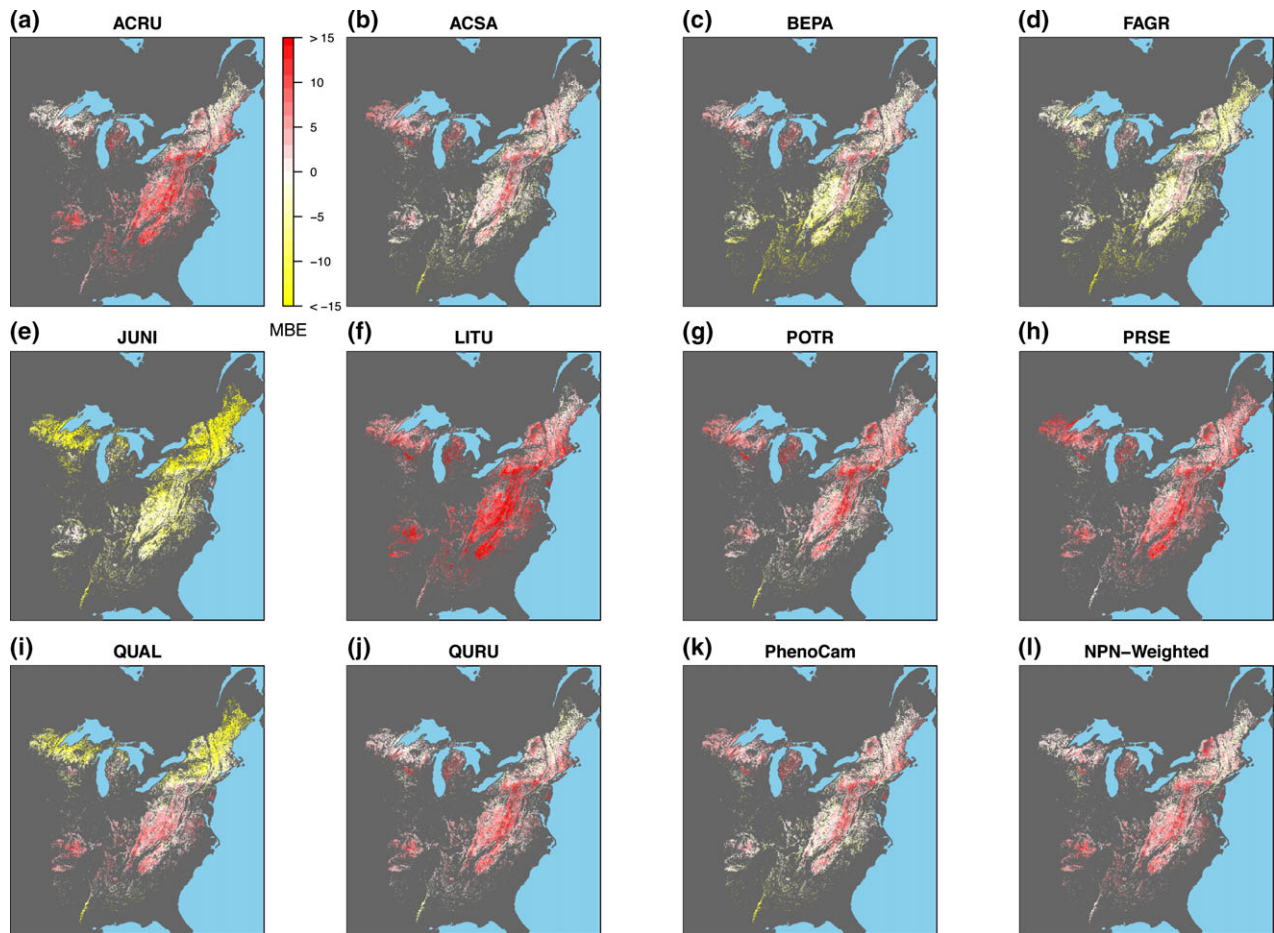 (a) ACRU
(b) ACSA
(c) BEPA
(d) FAGR
> 15
10
5
0
−5
−10
< −15
MBE
(e) JUNI
(f) LITU
(g) POTR
(h) PRSE
(i) QUAL
(j) QURU
(k) PhenoCam
(l) NPN−Weighted